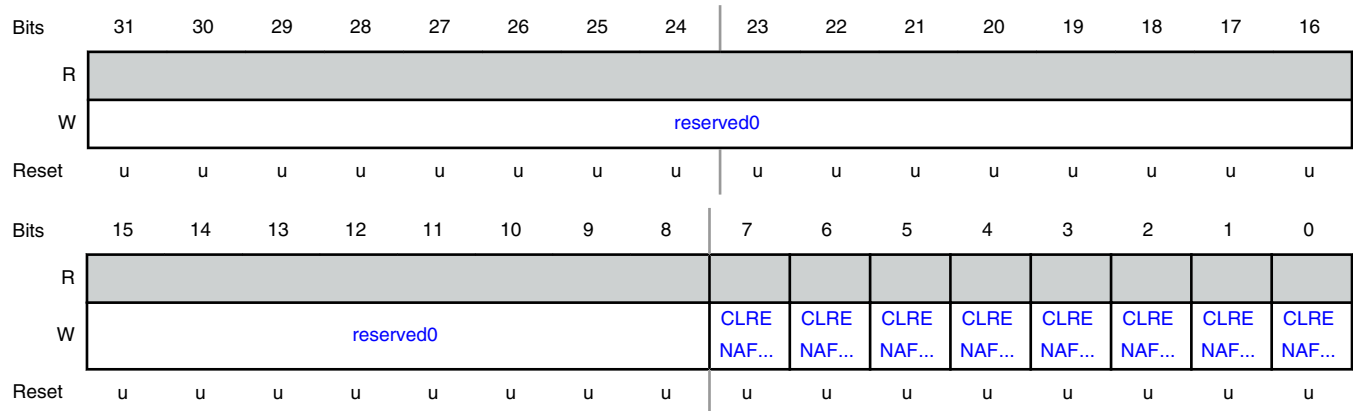 Bits 31 30 29 28 27 26 25 24 23 22 21 20 19 18 17 16
R
W reserved0
Reset u u u u u u u u u u u u u u u u
Bits 15 14 13 12 11 10 9 8 7 6 5 4 3 2 1 0
R
W reserved0 CLRE CLRE CLRE CLRE CLRE CLRE CLRE CLRE
NAF... NAF... NAF... NAF... NAF... NAF... NAF... NAF...
Reset u u u u u u u u u u u u u u u u